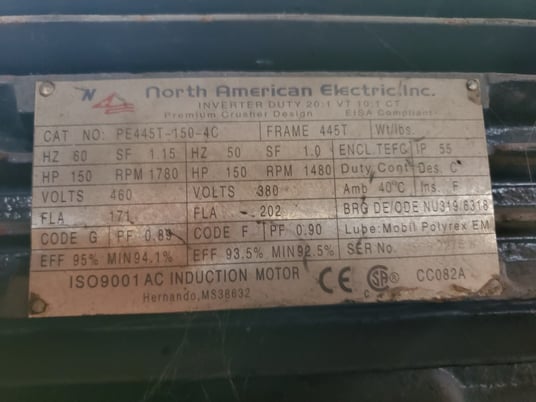 NAE
North American Electric, Inc.
INVERTER DUTY 20:1 VT 10:1 CT
Premium Crusher Design EISA Compliant
CAT NO: PE445T-150-4C FRAME 445T Wt/lbs.
HZ 60 SF 1.15 HZ 50 SF 1.0 ENCL.TEFC IP 55
HP 150 RPM 1780 HP 150 RPM 1480 Duty. Cont Des. C
VOLTS 460 VOLTS 380 Amb 40°C Ins. F
FLA 171 FLA 202 BRG DE/ODE NU319/6318
CODE G PF 0.89 CODE F PF 0.90 Lube: Mobil Polyrex EM
EFF 95% MIN94.1% EFF 93.5% MIN92.5% SER No.
ISO9001 AC INDUCTION MOTOR CE SA CC082A
Hernando, MS38632